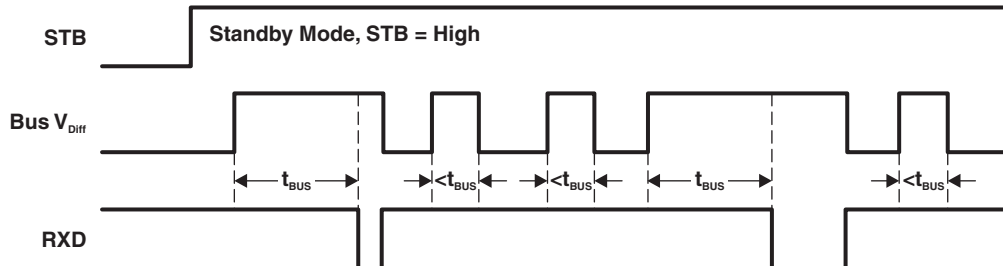 STB
Standby Mode, STB = High
Bus VDiff
tBUS
<tBUS
<tBUS
tBUS
<tBUS
RXD